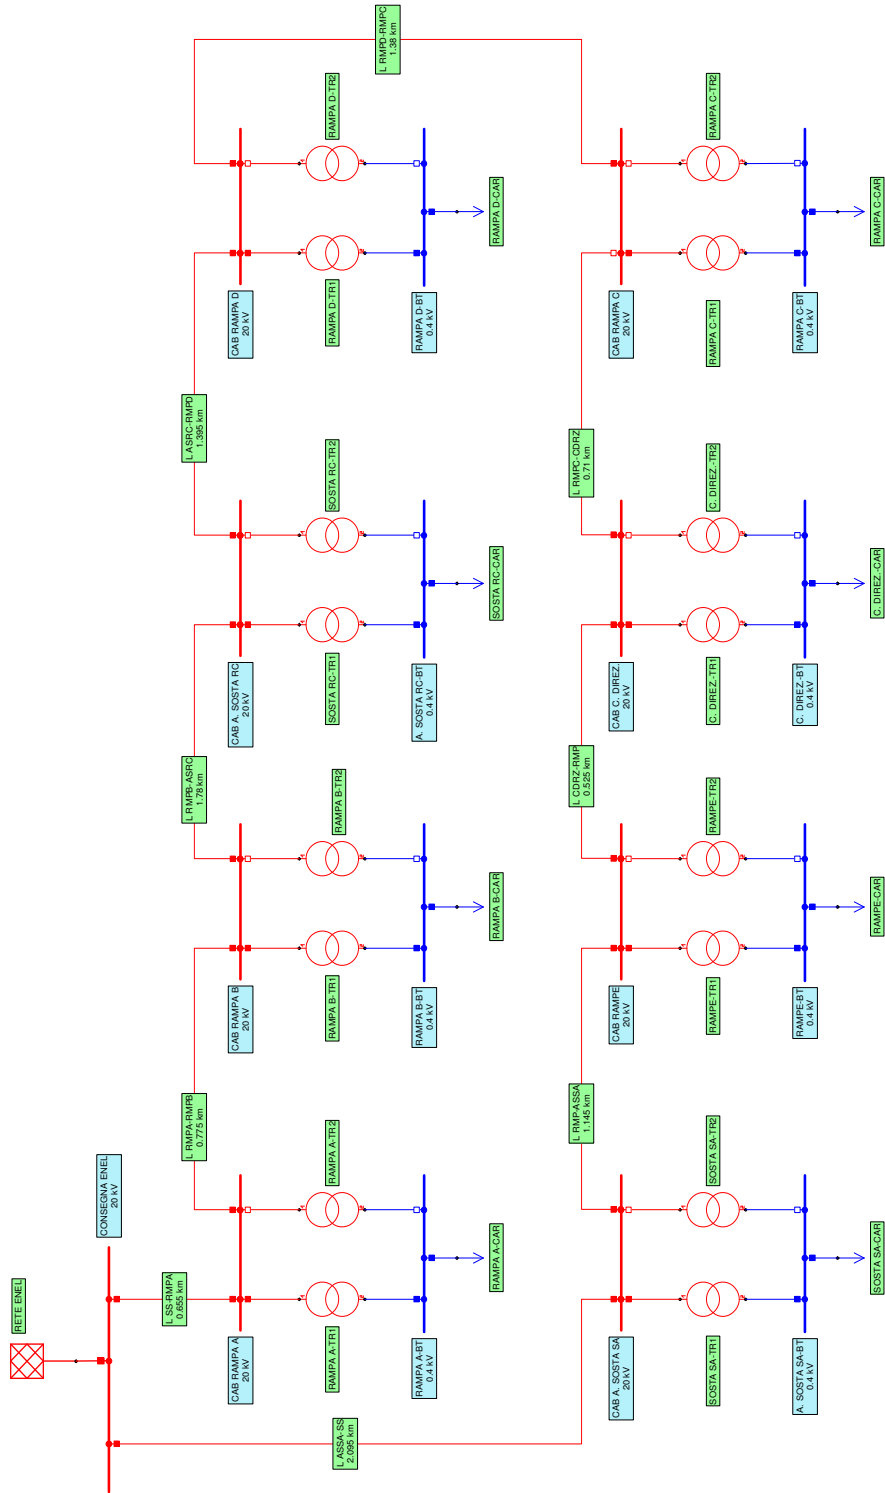 RETE ENEL
CONSEGNA ENEL
20 kV
L SS-RMPA
0.655 km
L ASSA-SS
2.095 km
CAB RAMPA A
20 kV
RAMPA A-TR1
RAMPA A-TR2
RAMPA A-BT
0.4 kV
RAMPA A-CAR
L RMPA-RMPB
0.775 km
CAB RAMPA B
20 kV
RAMPA B-TR1
RAMPA B-TR2
RAMPA B-BT
0.4 kV
RAMPA B-CAR
L RMPB-ASRC
1.78 km
CAB A. SOSTA RC
20 kV
SOSTA RC-TR1
SOSTA RC-TR2
A. SOSTA RC-BT
0.4 kV
SOSTA RC-CAR
L ASRC-RMPD
1.395 km
CAB RAMPA D
20 kV
RAMPA D-TR1
RAMPA D-TR2
RAMPA D-BT
0.4 kV
RAMPA D-CAR
L RMPD-RMPC
1.38 km
CAB A. SOSTA SA
20 kV
SOSTA SA-TR1
SOSTA SA-TR2
A. SOSTA SA-BT
0.4 kV
SOSTA SA-CAR
L RMP-ASSA
1.145 km
CAB RAMPE
20 kV
RAMPE-TR1
RAMPE-TR2
RAMPE-BT
0.4 kV
RAMPE-CAR
L CDRZ-RMP
0.525 km
CAB C. DIREZ.
20 kV
C. DIREZ.-TR1
C. DIREZ.-TR2
C. DIREZ.-BT
0.4 kV
C. DIREZ.-CAR
L RMPC-CDRZ
0.71 km
CAB RAMPA C
20 kV
RAMPA C-TR1
RAMPA C-TR2
RAMPA C-BT
0.4 kV
RAMPA C-CAR